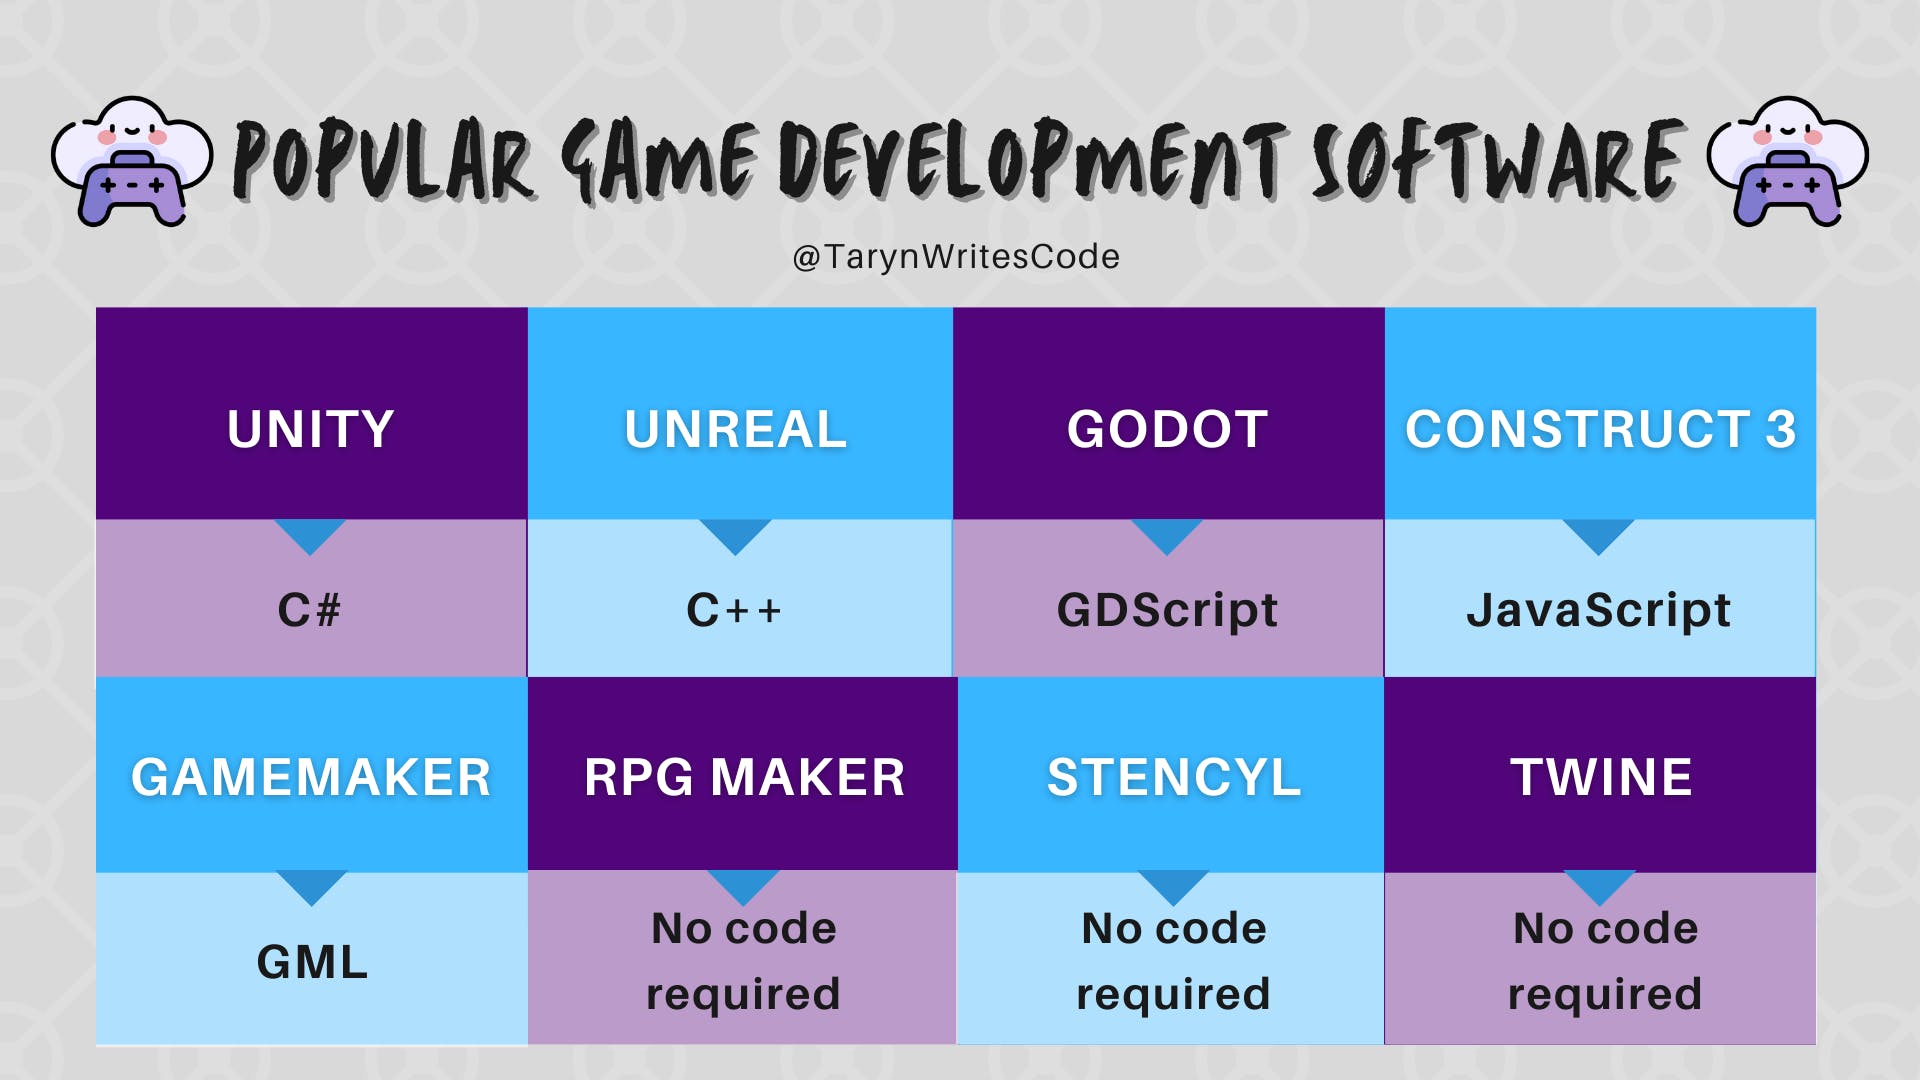 POPULAR GAME DEVELOPMENT SOFTWARE
@TarynWritesCode
UNITY
UNREAL
GODOT
CONSTRUCT 3
C#
C++
GDScript
JavaScript
GAMEMAKER
RPG MAKER
STENCYL
TWINE
GML
No code
required
No code
required
No code
required